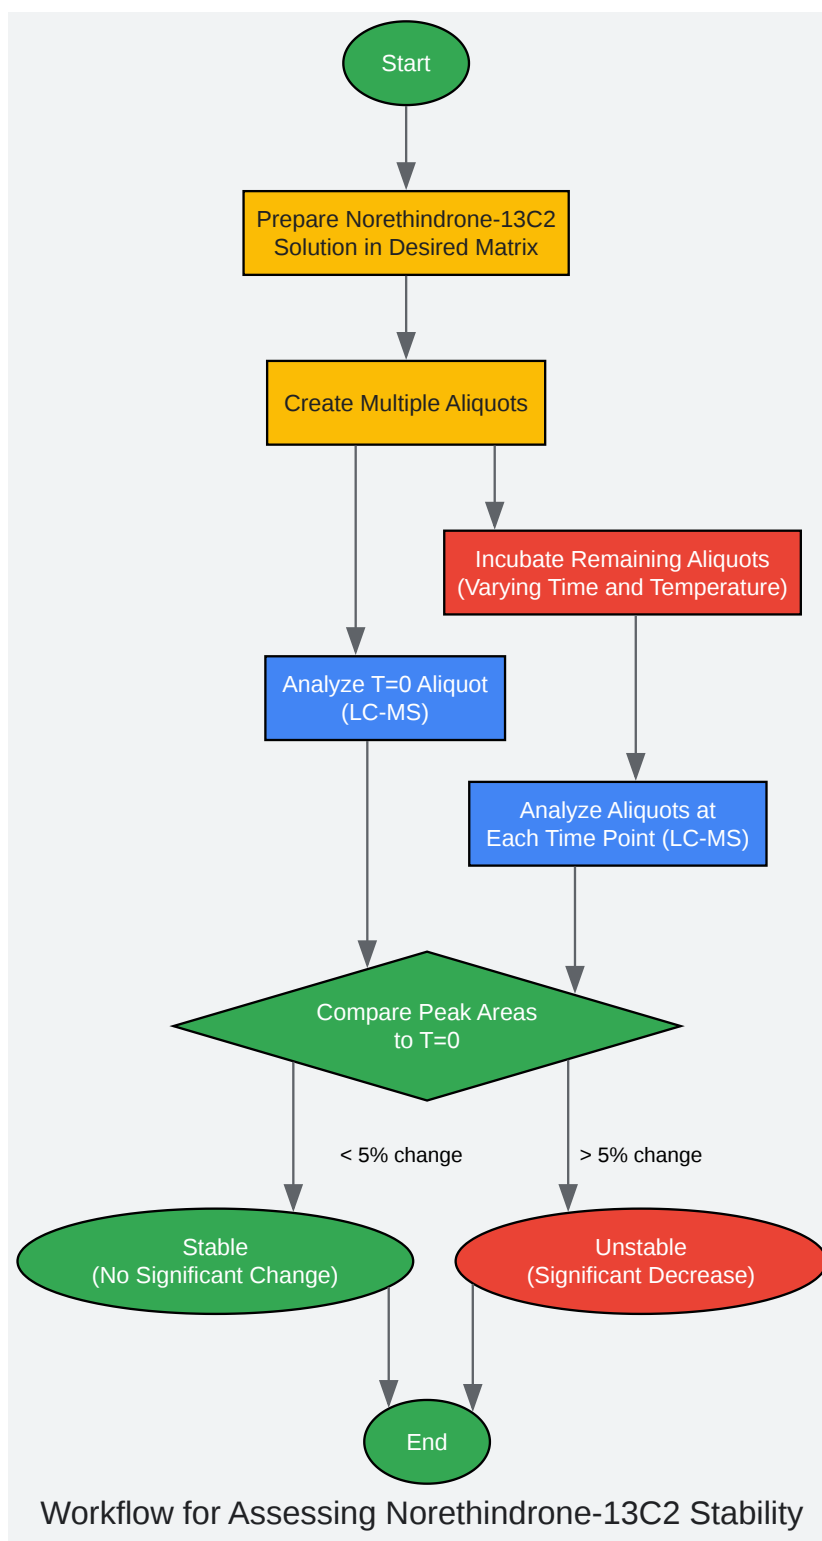 Start
Prepare Norethindrone-13C2
Solution in Desired Matrix
Create Multiple Aliquots
Incubate Remaining Aliquots
(Varying Time and Temperature)
Analyze T=0 Aliquot
(LC-MS)
Analyze Aliquots at
Each Time Point (LC-MS)
Compare Peak Areas
to T=0
< 5% change
> 5% change
Stable
(No Significant Change)
Unstable
(Significant Decrease)
End
Workflow for Assessing Norethindrone-13C2 Stability